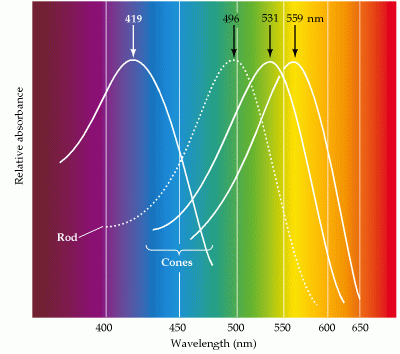 419 496 531 559 nm
Relative absorbance
Rod
Cones
400 450 500 550 600 650
Wavelength (nm)